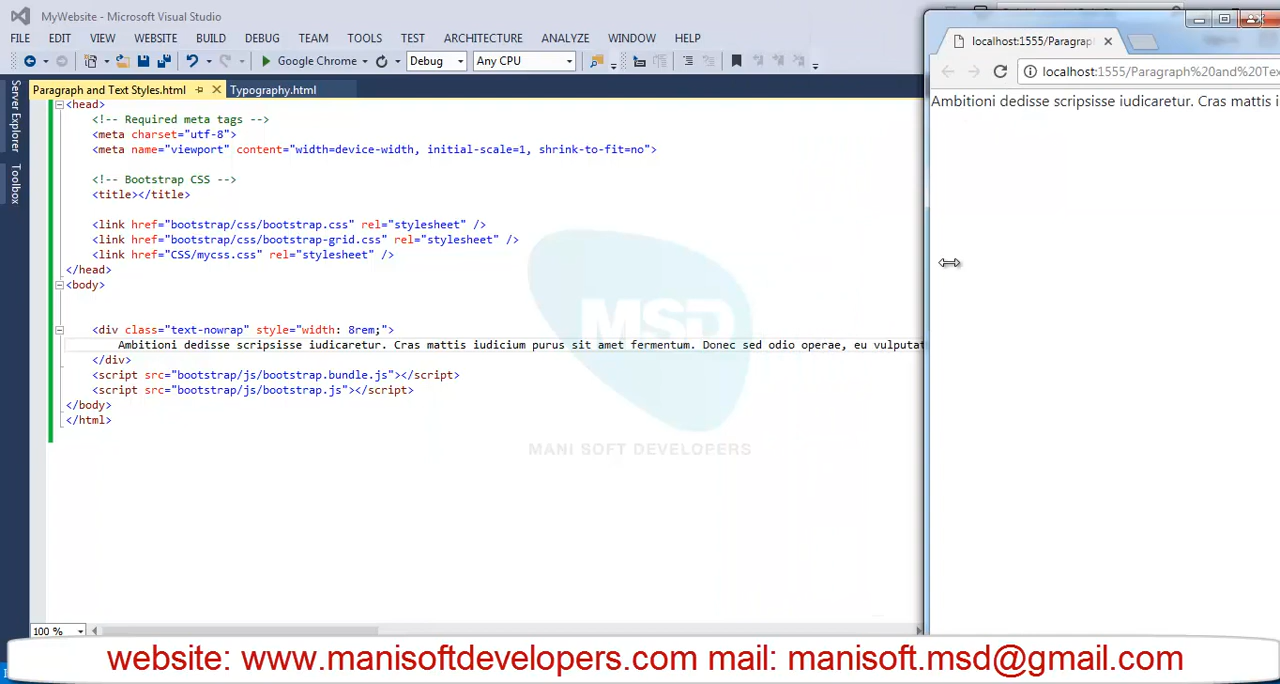 MyWebsite - Microsoft Visual Studio
FILE EDIT VIEW WEBSITE BUILD DEBUG TEAM TOOLS TEST ARCHITECTURE ANALYZE WINDOW HELP
Google Chrome Debug Any CPU
Paragraph and Text Styles.html Typography.html
Server Explorer
Toolbox
<head>
<!-- Required meta tags -->
<meta charset="utf-8">
<meta name="viewport" content="width=device-width, initial-scale=1, shrink-to-fit=no">
<!-- Bootstrap CSS -->
<title></title>
<link href="bootstrap/css/bootstrap.css" rel="stylesheet" />
<link href="bootstrap/css/bootstrap-grid.css" rel="stylesheet" />
<link href="CSS/mycss.css" rel="stylesheet" />
</head>
<body>
<div class="text-nowrap" style="width: 8rem;">
Ambitioni dedisse scripsisse iudicaretur. Cras mattis iudicium purus sit amet fermentum. Donec sed odio operae, eu vulputat
</div>
<script src="bootstrap/js/bootstrap.bundle.js"></script>
<script src="bootstrap/js/bootstrap.js"></script>
</body>
</html>
100 %
localhost:1555/Paragraph
localhost:1555/Paragraph%20and%20Tex
Ambitioni dedisse scripsisse iudicaretur. Cras mattis i
MSD
MANI SOFT DEVELOPERS
website: www.manisoftdevelopers.com mail: manisoft.msd@gmail.com